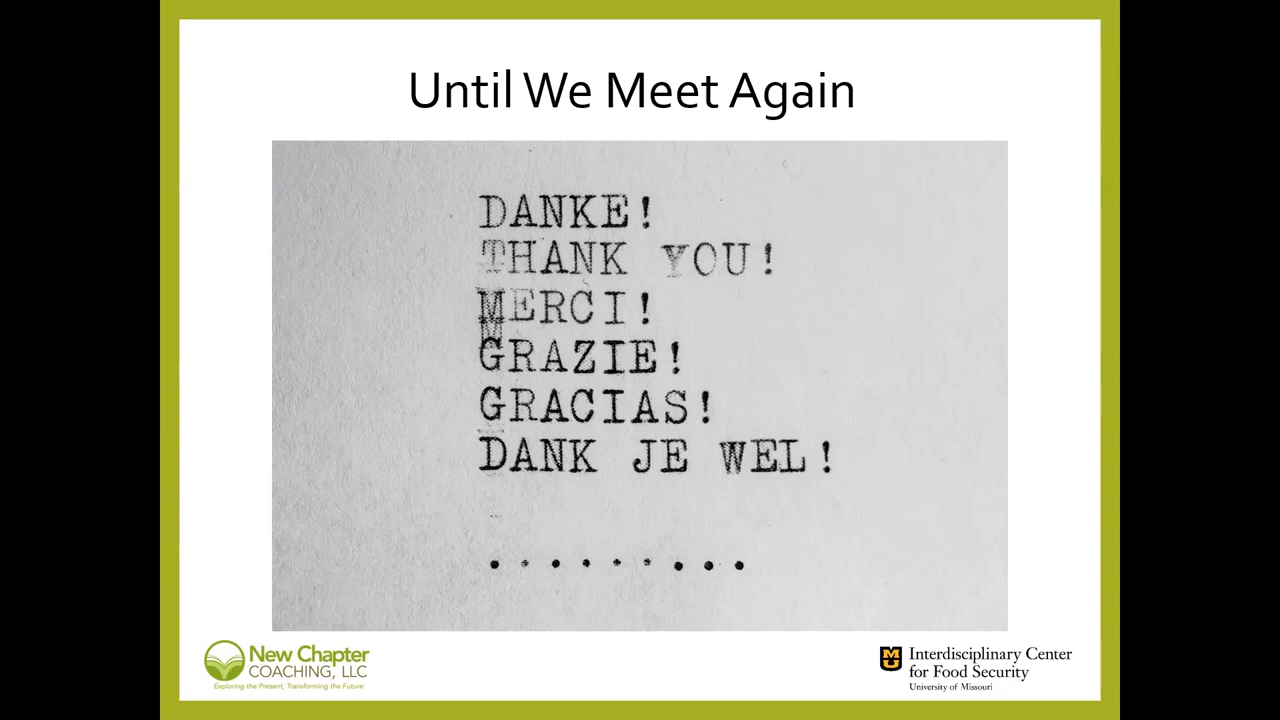 Until We Meet Again
DANKE!
THANK YOU!
MERCI!
GRAZIE!
GRACIAS!
DANK JE WEL!
.........
New Chapter
COACHING, LLC
Exploring the Present, Transforming the Future
MU
Interdisciplinary Center
for Food Security
University of Missouri